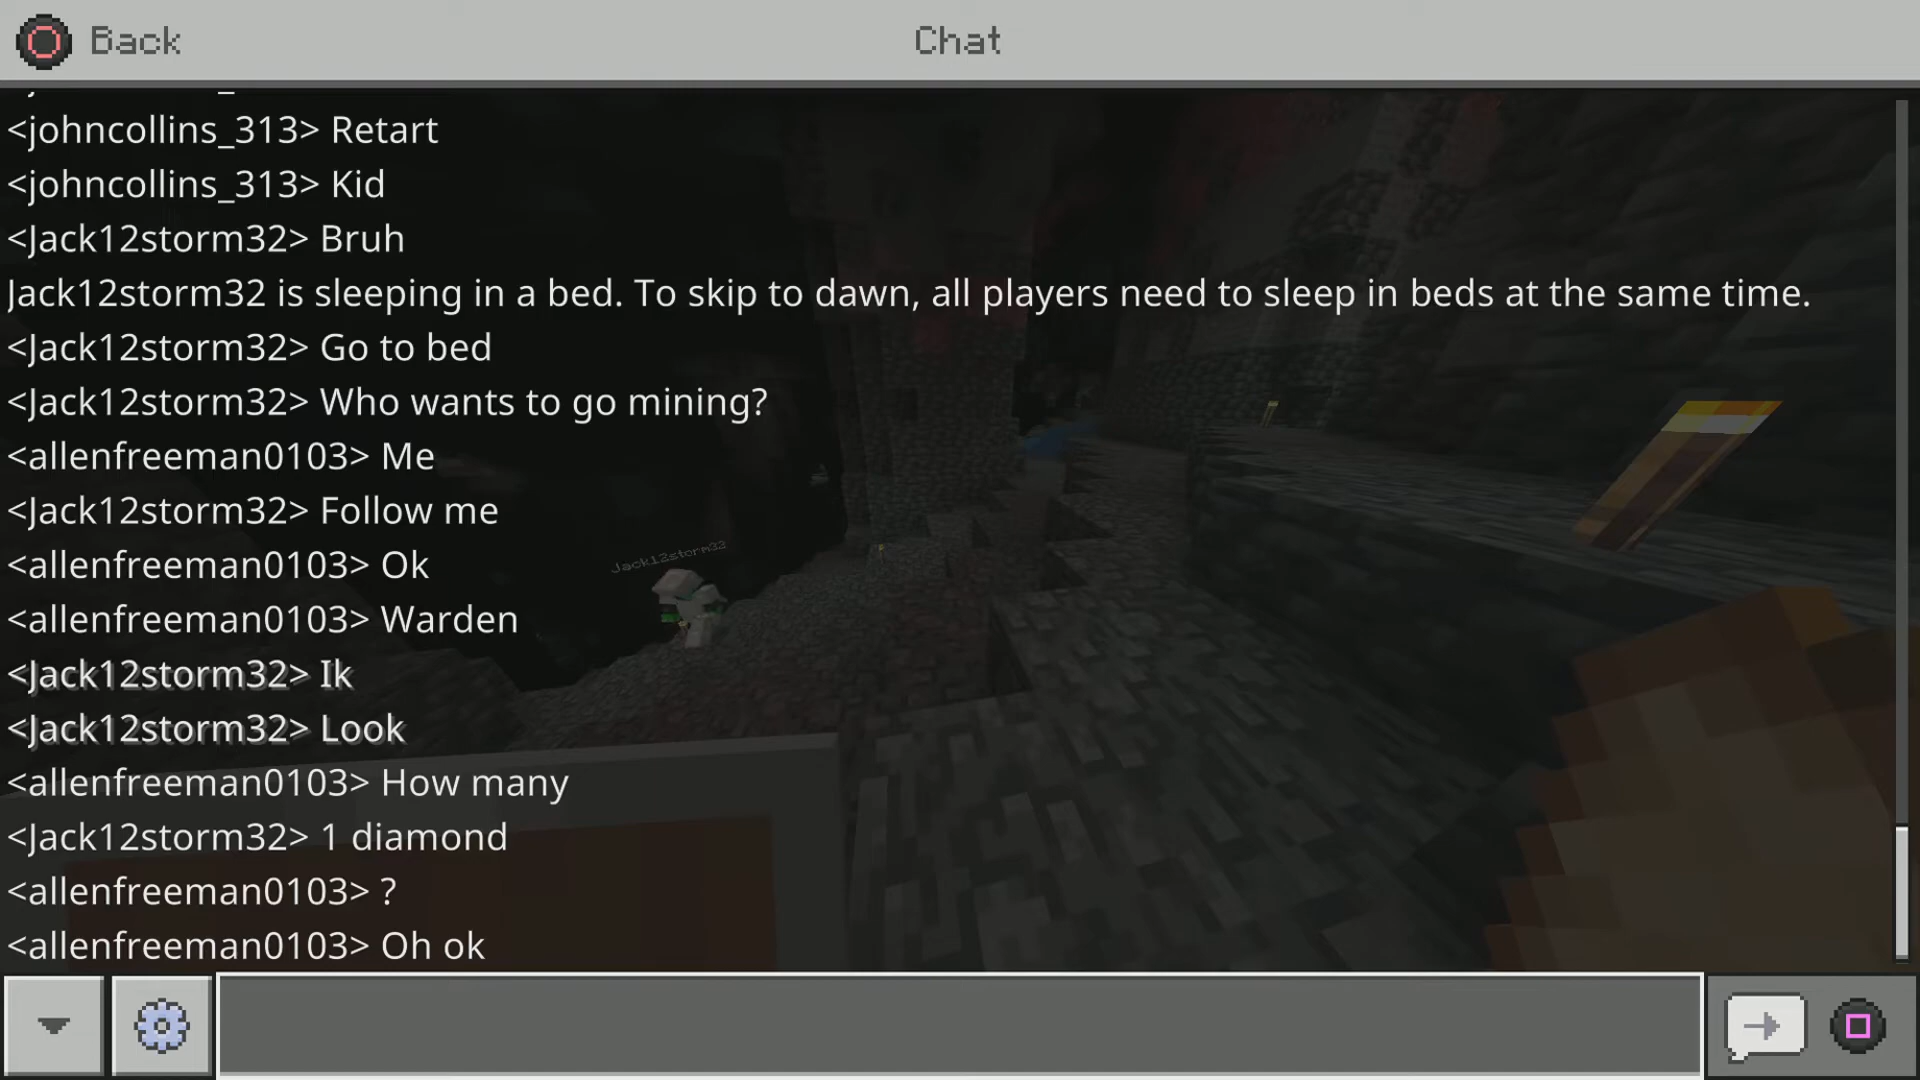 Back
Chat
<johncollins_313> Retart
<johncollins_313> Kid
<Jack12storm32> Bruh
Jack12storm32 is sleeping in a bed. To skip to dawn, all players need to sleep in beds at the same time.
<Jack12storm32> Go to bed
<Jack12storm32> Who wants to go mining?
<allenfreeman0103> Me
<Jack12storm32> Follow me
<allenfreeman0103> Ok
Jack12storm32
<allenfreeman0103> Warden
<Jack12storm32> Ik
<Jack12storm32> Look
<allenfreeman0103> How many
<Jack12storm32> 1 diamond
<allenfreeman0103> ?
<allenfreeman0103> Oh ok